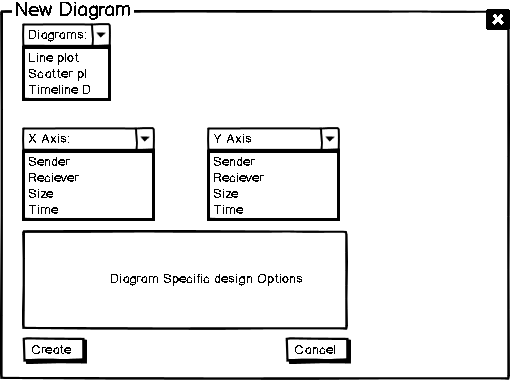 New Diagram
Diagrams:
Line plot
Scatter pl
Timeline D
X Axis:
Sender
Reciever
Size
Time
Y Axis
Sender
Reciever
Size
Time
Diagram Specific design Options
Create
Cancel